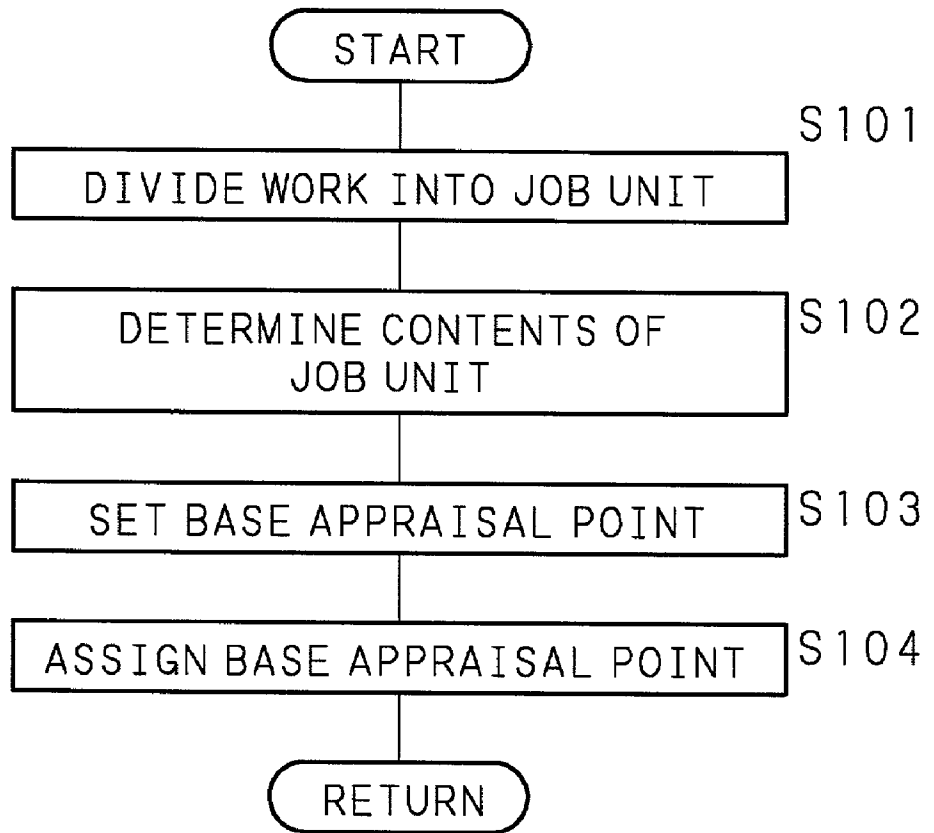 START
S101
DIVIDE WORK INTO JOB UNIT
DETERMINE CONTENTS OF
JOB UNIT
S102
SET BASE APPRAISAL POINT
S103
ASSIGN BASE APPRAISAL POINT
S104
RETURN